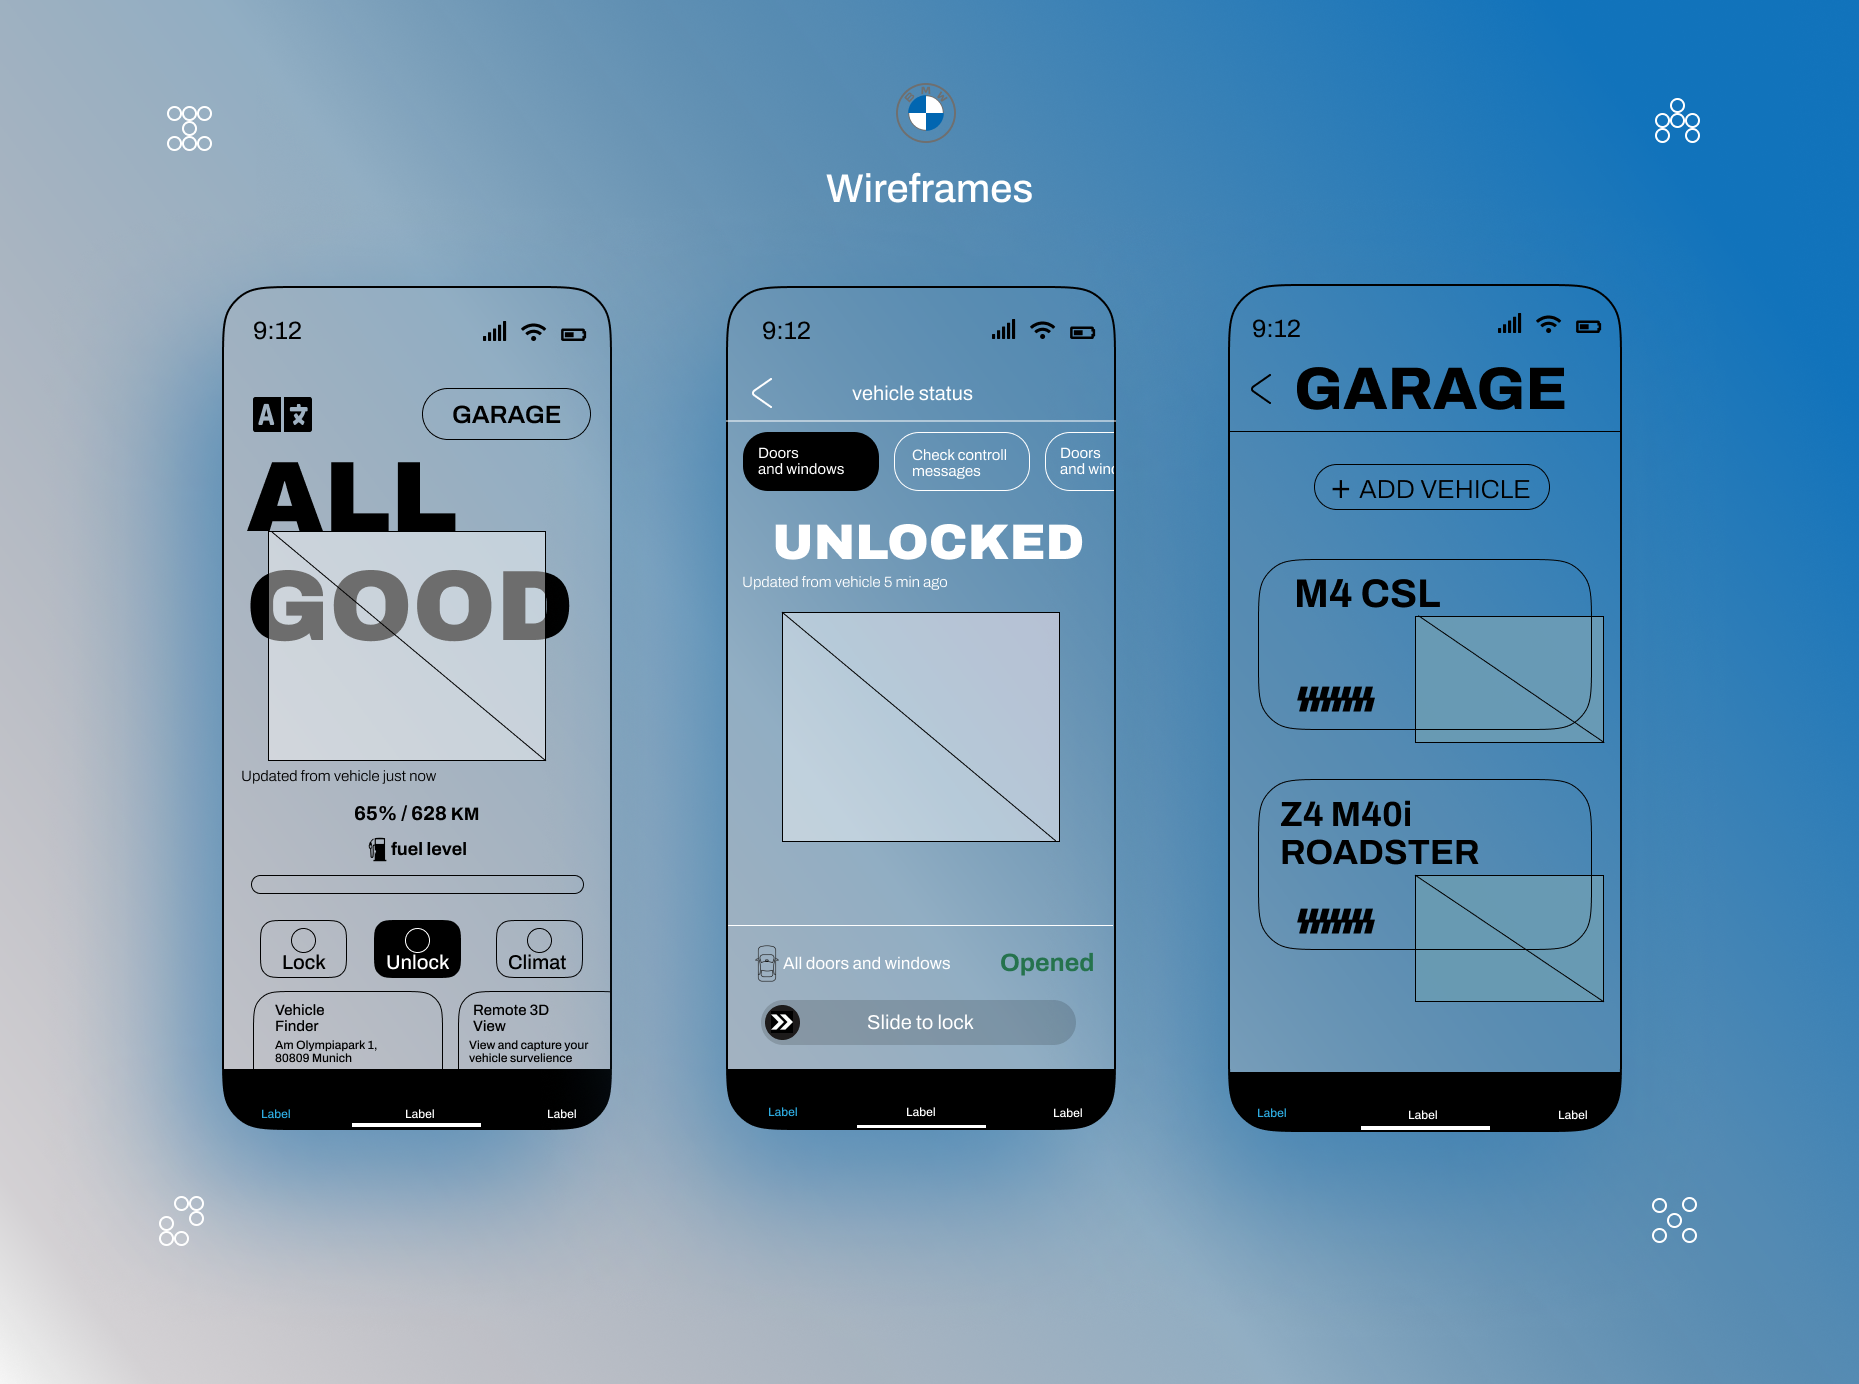 BMW
Wireframes
9:12
A文
GARAGE
ALL
GOOD
Updated from vehicle just now
65% / 628 KM
fuel level
Lock
Unlock
Climat
Vehicle
Finder
Am Olympiapark 1,
80809 Munich
Remote 3D
View
View and capture your
vehicle survelience
Label
Label
Label
9:12
vehicle status
Doors
and windows
Check controll
messages
Doors
and wind
UNLOCKED
Updated from vehicle 5 min ago
All doors and windows
Opened
Slide to lock
Label
Label
Label
9:12
GARAGE
+ ADD VEHICLE
M4 CSL
Z4 M40i
ROADSTER
Label
Label
Label